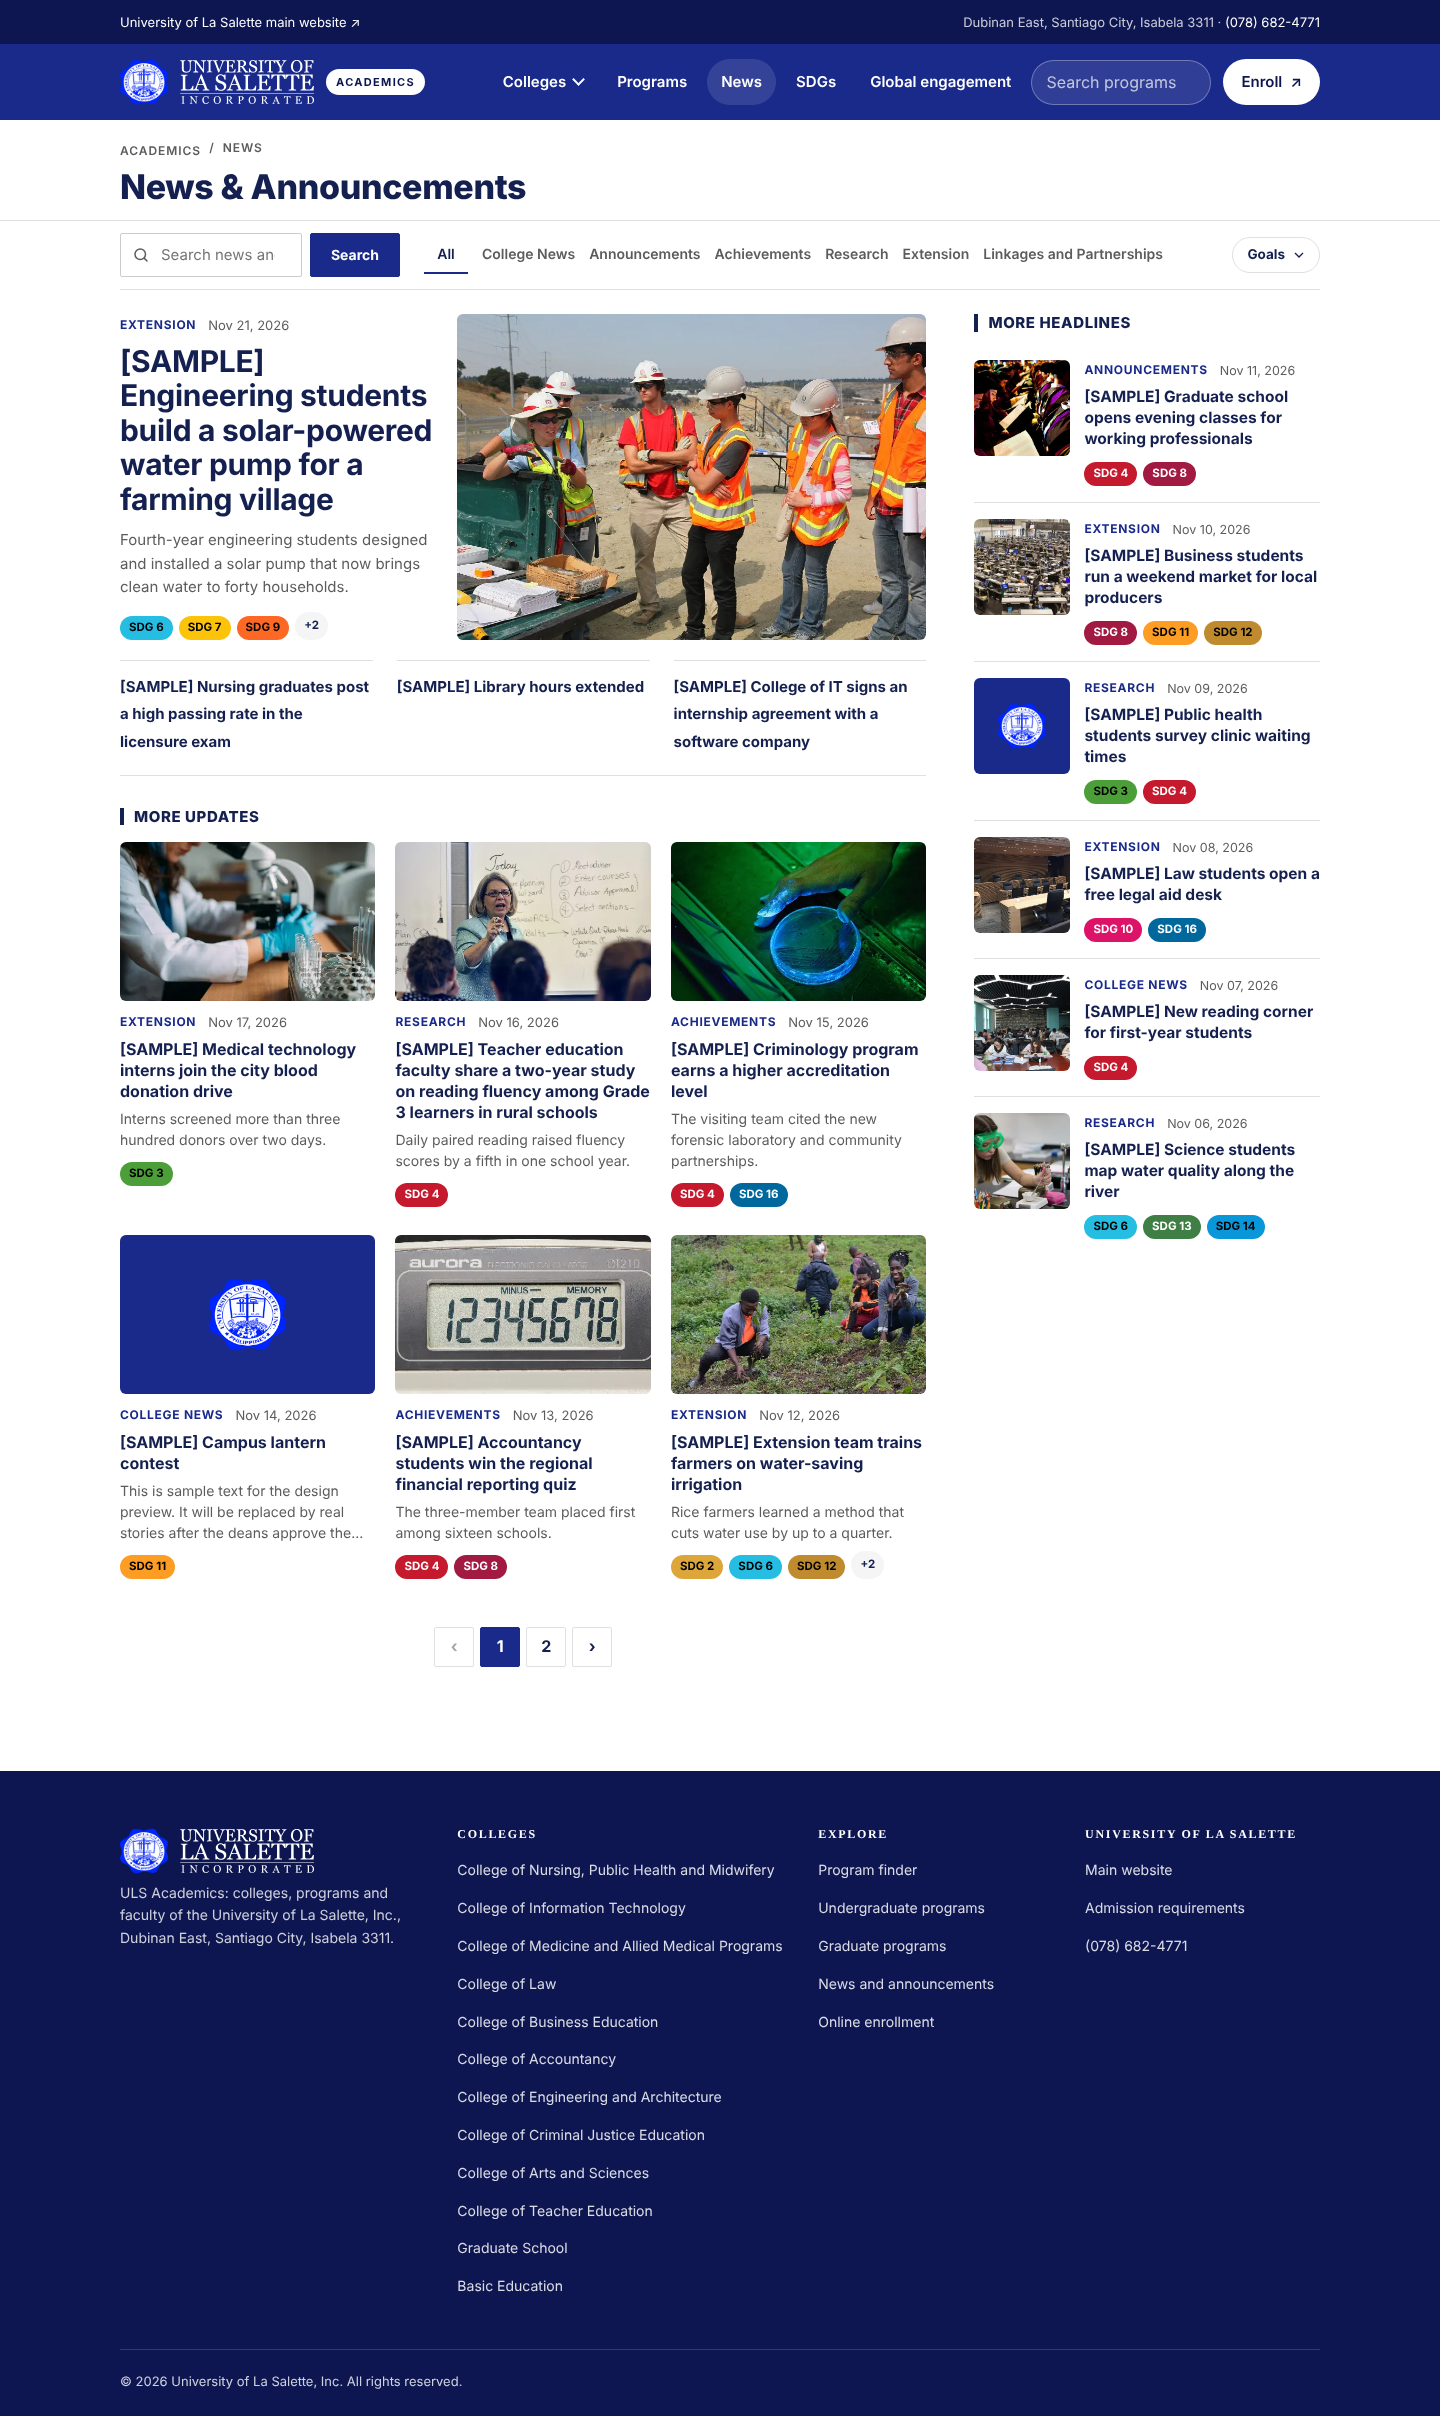 University of La Salette main website ↗
Dubinan East, Santiago City, Isabela 3311 · (078) 682-4771
UNIVERSITY OF
LA SALETTE
INCORPORATED
ACADEMICS
Colleges
Programs
News
SDGs
Global engagement
Search programs
Enroll ↗
ACADEMICS / NEWS
News & Announcements
Search news an
Search
All
College News
Announcements
Achievements
Research
Extension
Linkages and Partnerships
Goals
EXTENSION Nov 21, 2026
[SAMPLE]
Engineering students
build a solar-powered
water pump for a
farming village
Fourth-year engineering students designed
and installed a solar pump that now brings
clean water to forty households.
SDG 6 SDG 7 SDG 9 +2
[SAMPLE] Nursing graduates post
a high passing rate in the
licensure exam
[SAMPLE] Library hours extended
[SAMPLE] College of IT signs an
internship agreement with a
software company
MORE UPDATES
Today
EXTENSION Nov 17, 2026
[SAMPLE] Medical technology
interns join the city blood
donation drive
Interns screened more than three
hundred donors over two days.
SDG 3
RESEARCH Nov 16, 2026
[SAMPLE] Teacher education
faculty share a two-year study
on reading fluency among Grade
3 learners in rural schools
Daily paired reading raised fluency
scores by a fifth in one school year.
SDG 4
ACHIEVEMENTS Nov 15, 2026
[SAMPLE] Criminology program
earns a higher accreditation
level
The visiting team cited the new
forensic laboratory and community
partnerships.
SDG 4 SDG 16
COLLEGE NEWS Nov 14, 2026
[SAMPLE] Campus lantern
contest
This is sample text for the design
preview. It will be replaced by real
stories after the deans approve the…
SDG 11
aurora
MINUS MEMORY
12345678
ACHIEVEMENTS Nov 13, 2026
[SAMPLE] Accountancy
students win the regional
financial reporting quiz
The three-member team placed first
among sixteen schools.
SDG 4 SDG 8
EXTENSION Nov 12, 2026
[SAMPLE] Extension team trains
farmers on water-saving
irrigation
Rice farmers learned a method that
cuts water use by up to a quarter.
SDG 2 SDG 6 SDG 12 +2
‹ 1 2 ›
MORE HEADLINES
ANNOUNCEMENTS Nov 11, 2026
[SAMPLE] Graduate school
opens evening classes for
working professionals
SDG 4 SDG 8
EXTENSION Nov 10, 2026
[SAMPLE] Business students
run a weekend market for local
producers
SDG 8 SDG 11 SDG 12
RESEARCH Nov 09, 2026
[SAMPLE] Public health
students survey clinic waiting
times
SDG 3 SDG 4
EXTENSION Nov 08, 2026
[SAMPLE] Law students open a
free legal aid desk
SDG 10 SDG 16
COLLEGE NEWS Nov 07, 2026
[SAMPLE] New reading corner
for first-year students
SDG 4
RESEARCH Nov 06, 2026
[SAMPLE] Science students
map water quality along the
river
SDG 6 SDG 13 SDG 14
UNIVERSITY OF
LA SALETTE
INCORPORATED
ULS Academics: colleges, programs and
faculty of the University of La Salette, Inc.,
Dubinan East, Santiago City, Isabela 3311.
COLLEGES
College of Nursing, Public Health and Midwifery
College of Information Technology
College of Medicine and Allied Medical Programs
College of Law
College of Business Education
College of Accountancy
College of Engineering and Architecture
College of Criminal Justice Education
College of Arts and Sciences
College of Teacher Education
Graduate School
Basic Education
EXPLORE
Program finder
Undergraduate programs
Graduate programs
News and announcements
Online enrollment
UNIVERSITY OF LA SALETTE
Main website
Admission requirements
(078) 682-4771
© 2026 University of La Salette, Inc. All rights reserved.